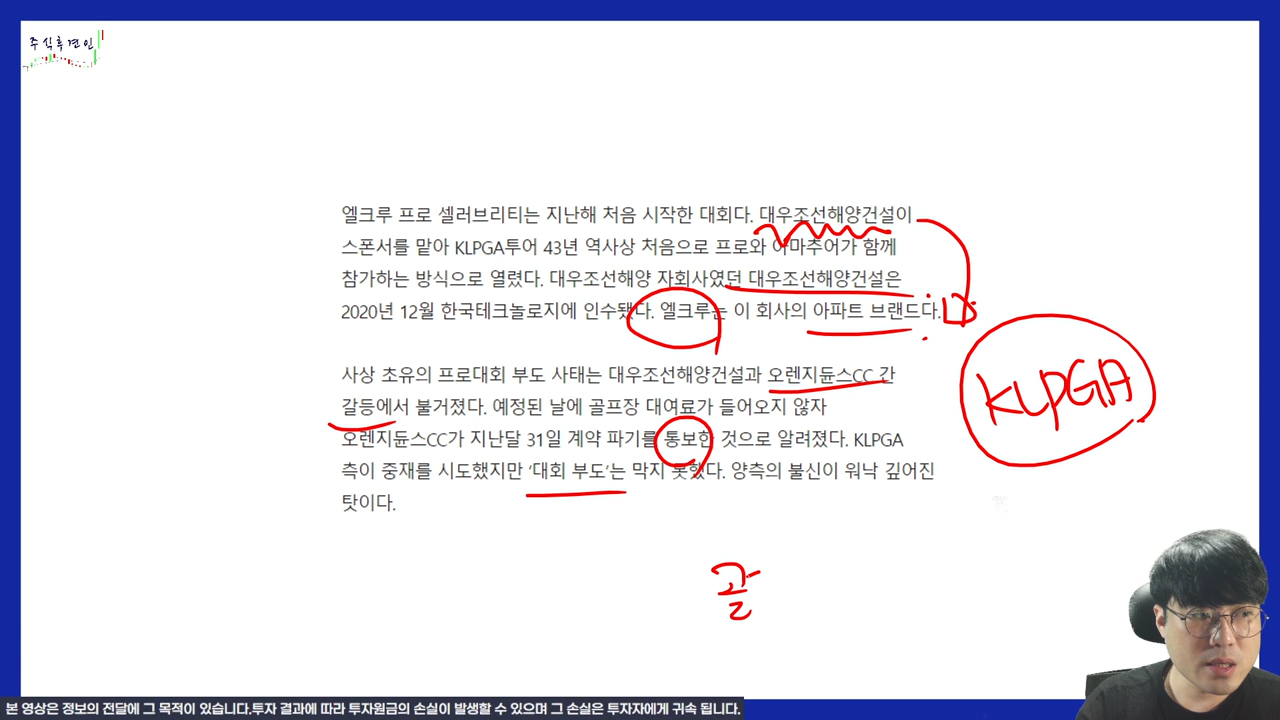 주식후견인
엘크루 프로 셀러브리티는 지난해 처음 시작한 대회다. 대우조선해양건설이
스폰서를 맡아 KLPGA투어 43년 역사상 처음으로 프로와 아마추어가 함께
참가하는 방식으로 열렸다. 대우조선해양 자회사였던 대우조선해양건설은
2020년 12월 한국테크놀로지에 인수됐다. 엘크루는 이 회사의 아파트 브랜드다.
KLPGA
사상 초유의 프로대회 부도 사태는 대우조선해양건설과 오렌지듄스CC 간
갈등에서 불거졌다. 예정된 날에 골프장 대여료가 들어오지 않자
오렌지듄스CC가 지난달 31일 계약 파기를 통보한 것으로 알려졌다. KLPGA
측이 중재를 시도했지만 ‘대회 부도’는 막지 못했다. 양측의 불신이 워낙 깊어진
탓이다.
본 영상은 정보의 전달에 그 목적이 있습니다.투자 결과에 따라 투자원금의 손실이 발생할 수 있으며 그 손실은 투자자에게 귀속 됩니다.